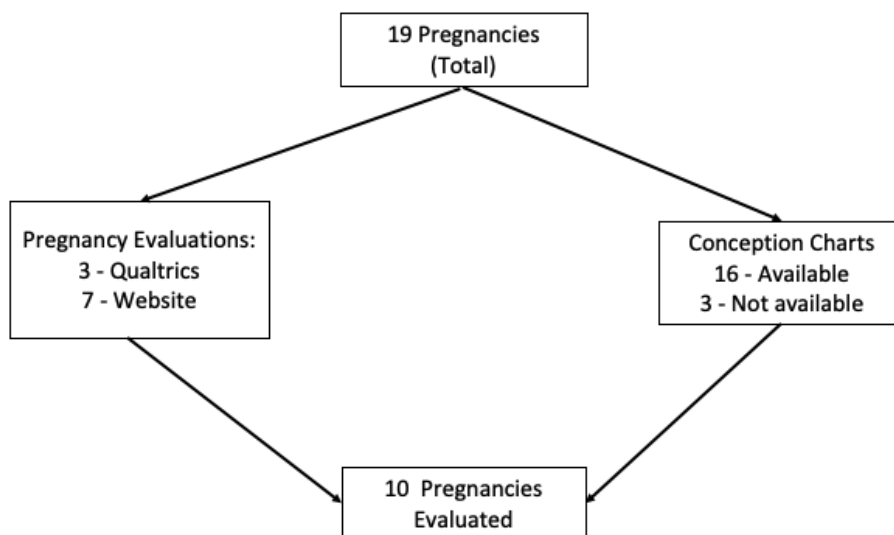 19 Pregnancies
(Total)
Pregnancy Evaluations:
3 - Qualtrics
7 - Website
Conception Charts
16 - Available
3 - Not available
10 Pregnancies
Evaluated